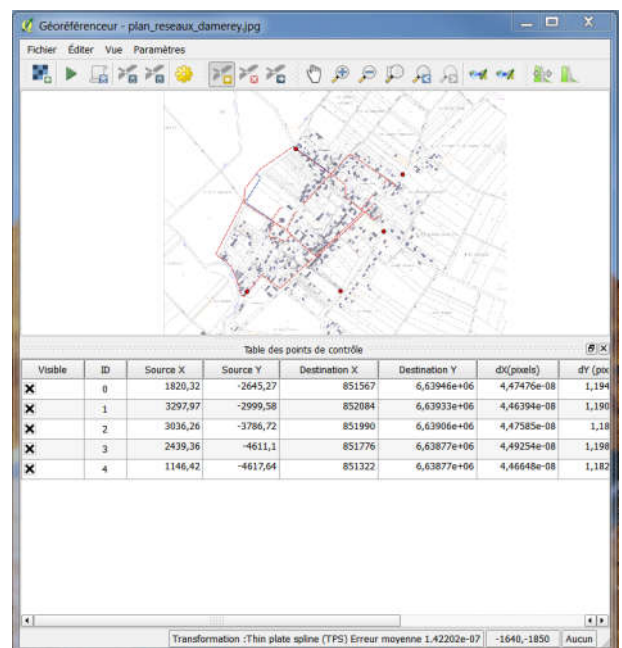 Géoréférenceur - plan_reseaux_damerey.jpg
Fichier Éditer Vue Paramètres
Table des points de contrôle
Visible ID Source X Source Y Destination X Destination Y dX(pixels) dY (pix
0 1820,32 -2645,27 851567 6,63946e+06 4,47476e-08 1,194
1 3297,97 -2999,58 852084 6,63933e+06 4,46394e-08 1,190
2 3036,26 -3786,72 851990 6,63906e+06 4,47585e-08 1,18
3 2439,36 -4611,1 851776 6,63877e+06 4,49254e-08 1,198
4 1146,42 -4617,64 851322 6,63877e+06 4,46648e-08 1,182
Transformation :Thin plate spline (TPS) Erreur moyenne 1.42202e-07 -1640,-1850 Aucun